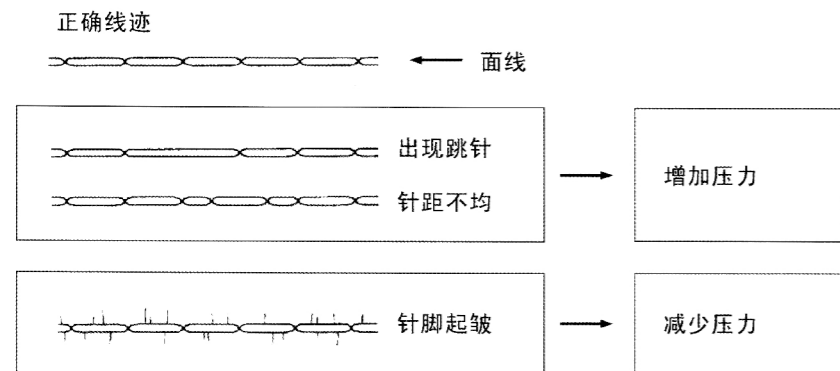 正确线迹
面线
出现跳针
针距不均
增加压力
针脚起皱
减少压力